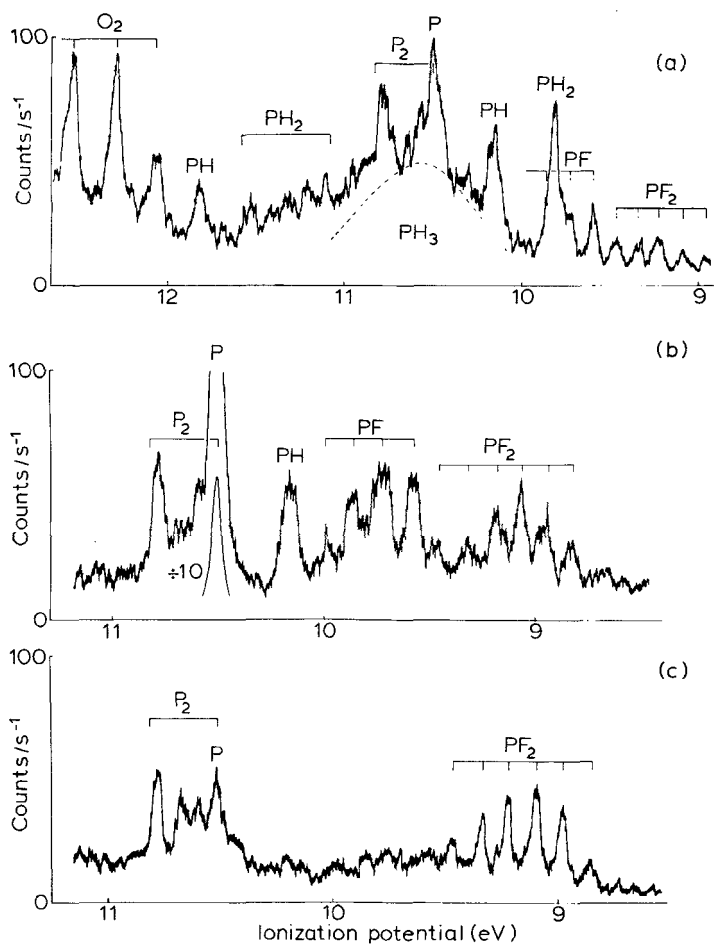 O₂
P
P₂
(a)
PH₂
PH₂
PH
PH
PF
PF₂
PH₃
100
Counts/s⁻¹
0
12
11
10
9
(b)
100
P
P₂
PH
PF
PF₂
Counts/s⁻¹
÷10
0
11
10
9
100
(c)
P₂
P
PF₂
Counts/s⁻¹
0
11
10
9
Ionization potential (eV)